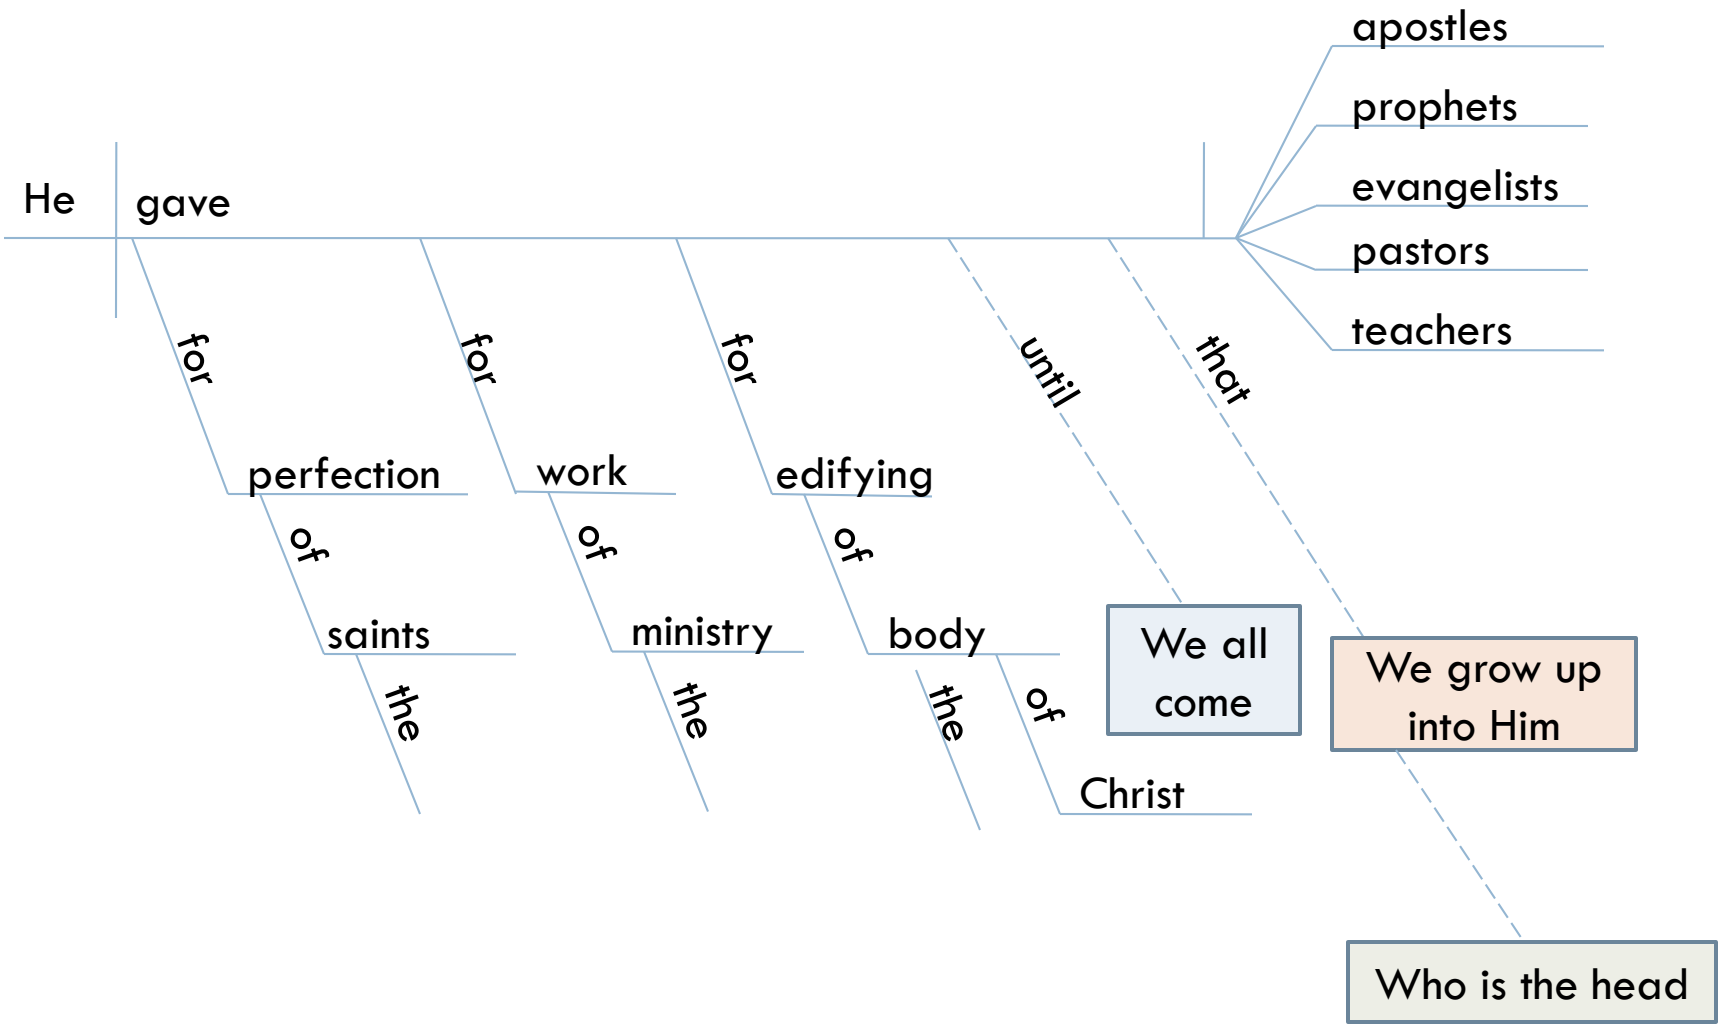 apostles
prophets
evangelists
pastors
teachers
He
gave
for
for
for
until
that
perfection
work
edifying
of
of
of
saints
ministry
body
the
the
the
of
We all
come
We grow up
into Him
Christ
Who is the head